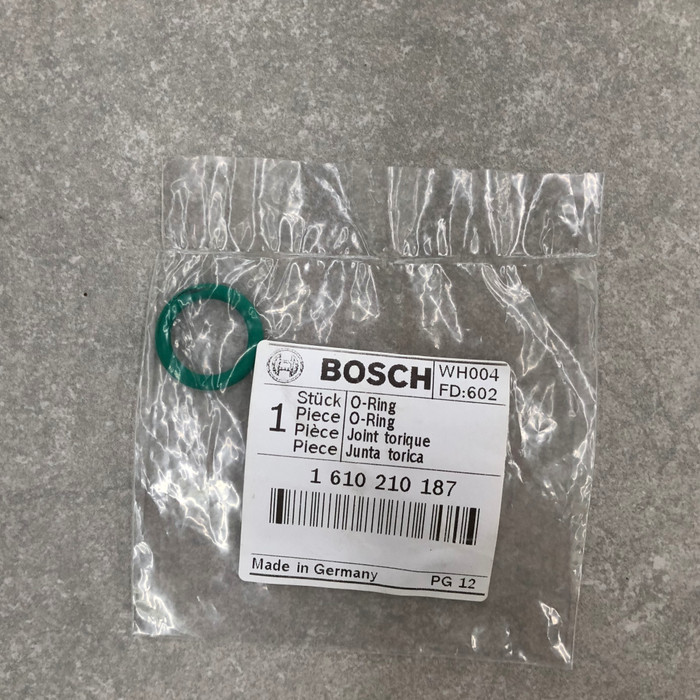 BOSCH
WH004
FD:602
1
Stück O-Ring
Piece O-Ring
Pièce Joint torique
Piece Junta torica
1 610 210 187
Made in Germany PG 12